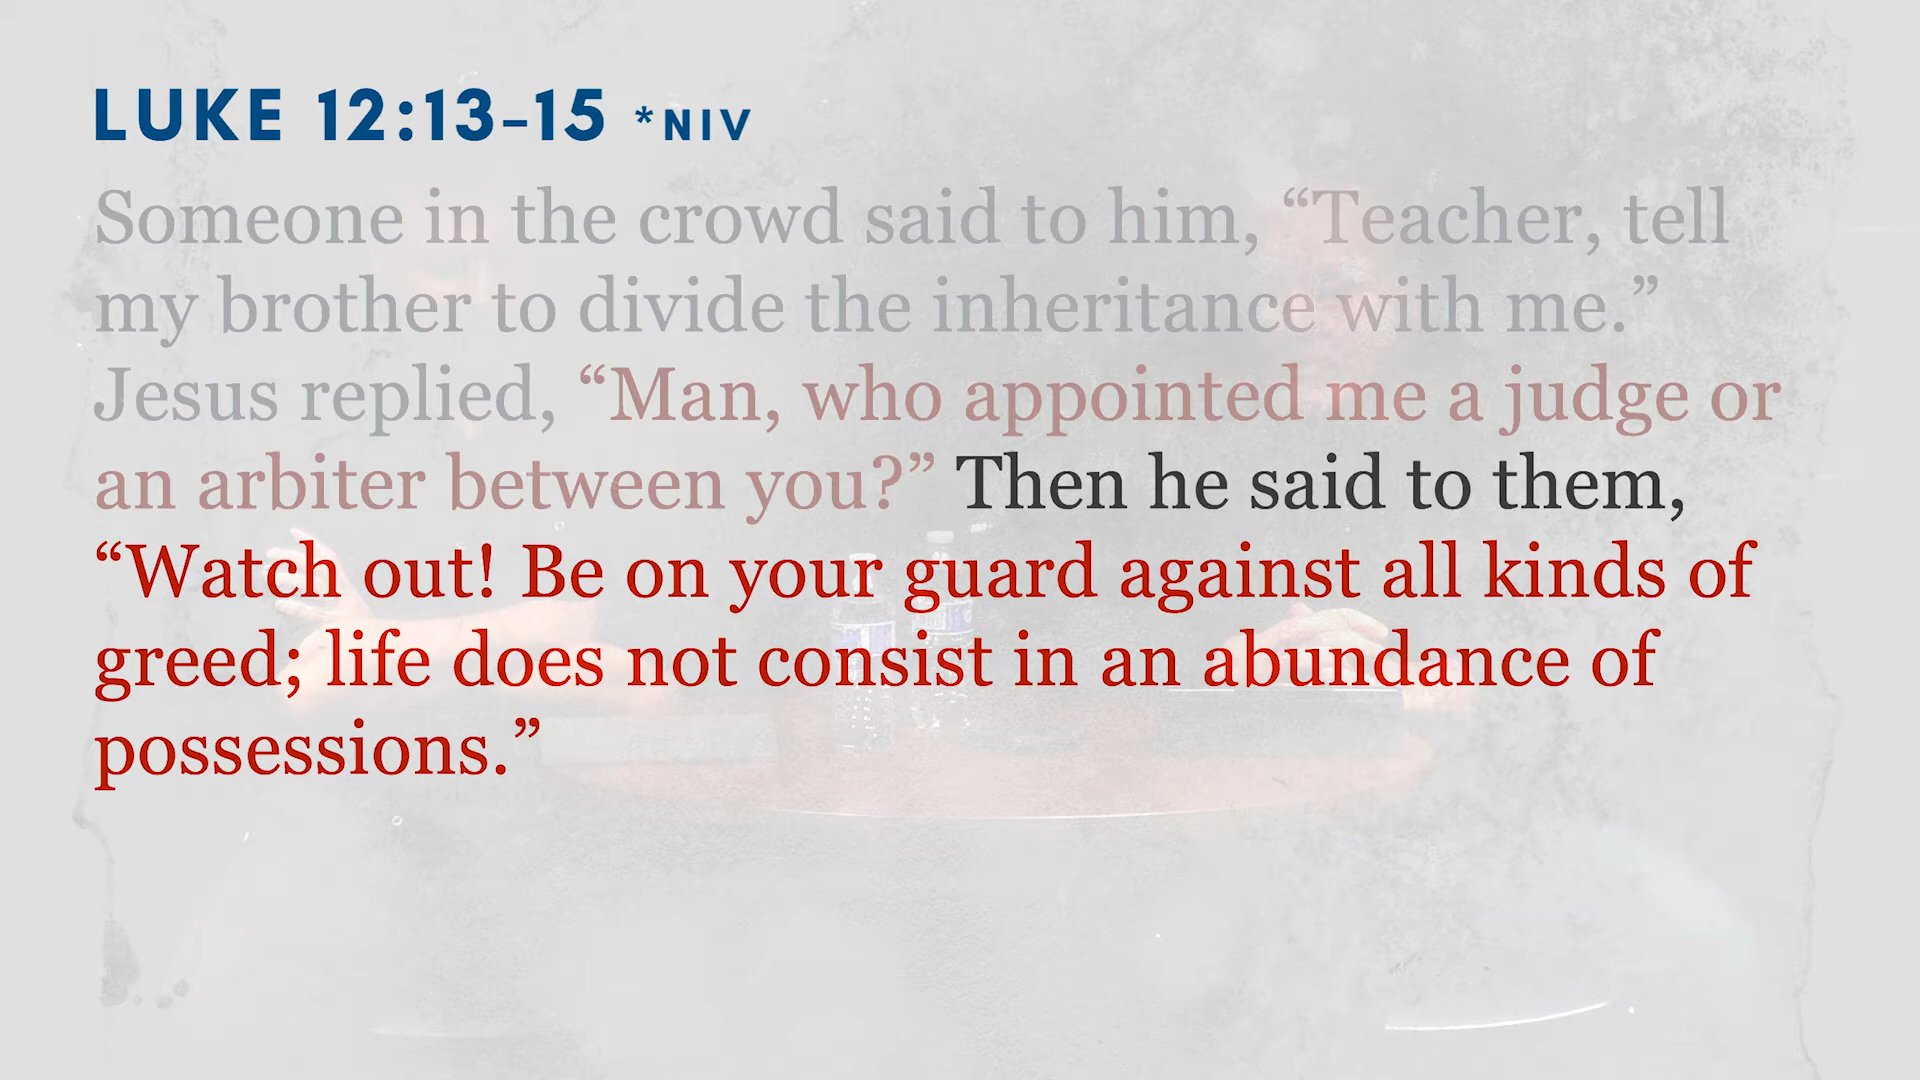 LUKE 12:13–15 *NIV
Someone in the crowd said to him, “Teacher, tell
my brother to divide the inheritance with me.”
Jesus replied, “Man, who appointed me a judge or
an arbiter between you?” Then he said to them,
“Watch out! Be on your guard against all kinds of
greed; life does not consist in an abundance of
possessions.”